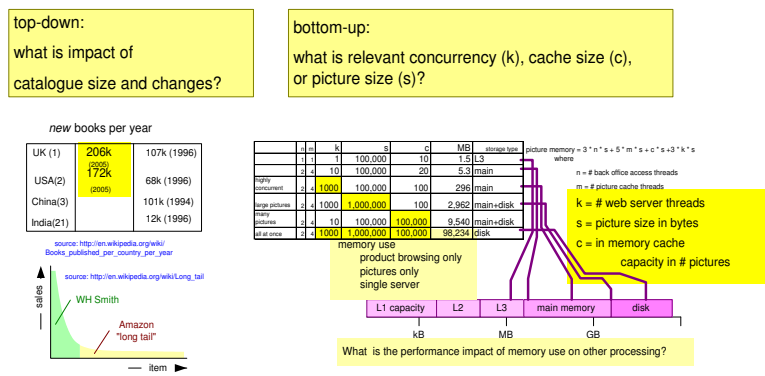 top-down:
what is impact of
catalogue size and changes?
bottom-up:
what is relevant concurrency (k), cache size (c),
or picture size (s)?
new books per year
UK (1) 206k (2005) 107k (1996)
USA(2) 172k (2005) 68k (1996)
China(3) 101k (1994)
India(21) 12k (1996)
source: http://en.wikipedia.org/wiki/
Books_published_per_country_per_year
source: http://en.wikipedia.org/wiki/Long_tail
sales
WH Smith
Amazon
"long tail"
item
n m k s c MB storage type
1 1 1 100,000 10 1.5 L3
2 4 10 100,000 20 5.3 main
highly concurrent 2 4 1000 100,000 100 296 main
large pictures 2 4 1000 1,000,000 100 2,962 main+disk
many pictures 2 4 10 100,000 100,000 9,540 main+disk
all at once 2 4 1000 1,000,000 100,000 98,234 disk
picture memory = 3 * n * s + 5 * m * s + c * s +3 * k * s
where
n = # back office access threads
m = # picture cache threads
k = # web server threads
s = picture size in bytes
c = in memory cache
capacity in # pictures
memory use
product browsing only
pictures only
single server
L1 capacity L2 L3 main memory disk
kB MB GB
What is the performance impact of memory use on other processing?